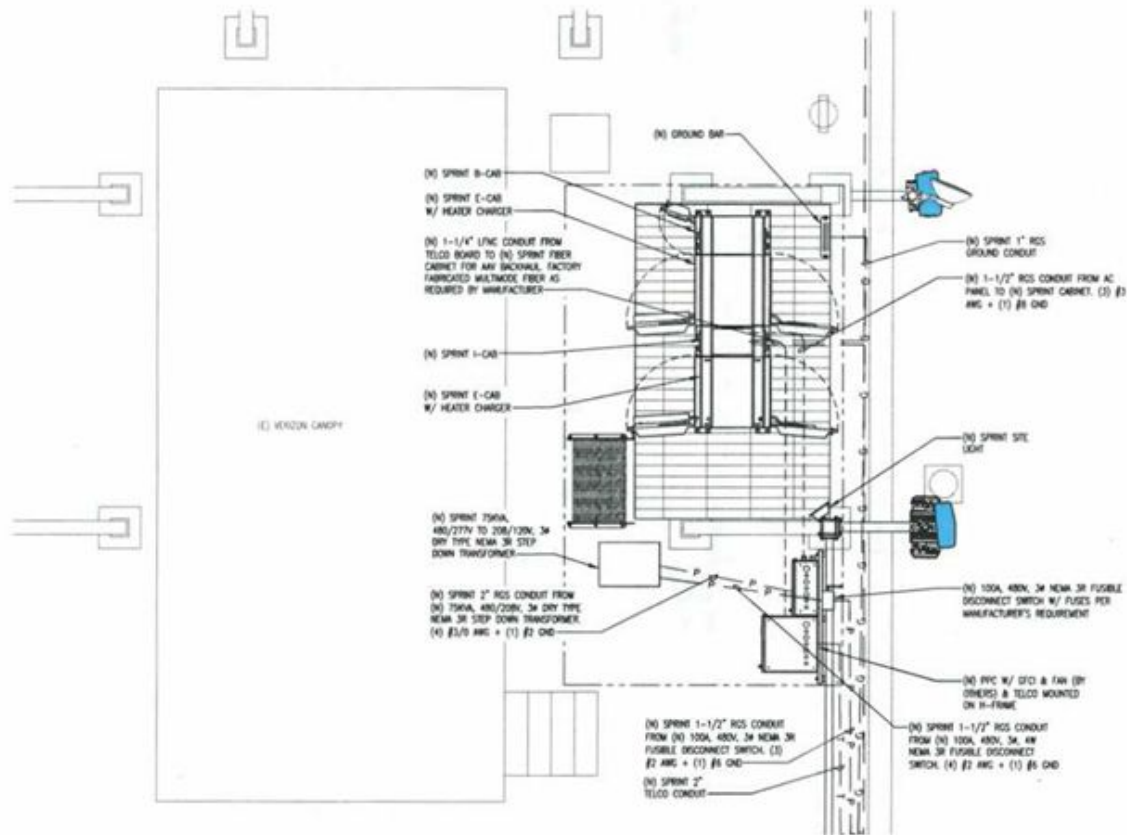 (N) GROUND BAR
(N) SPRINT B-CAB
(N) SPRINT E-CAB
W/ HEATER CHARGER
(N) 1-1/4" LFNC CONDUIT FROM
TELCO BOARD TO (N) SPRINT FIBER
CABINET FOR AAV BACKHAUL. FACTORY
FABRICATED MULTIMODE FIBER AS
REQUIRED BY MANUFACTURER
(N) SPRINT 1" RGS
GROUND CONDUIT
(N) 1-1/2" RGS CONDUIT FROM AC
PANEL TO (N) SPRINT CABINET. (3) #3
AWG + (1) #8 GND
(N) SPRINT I-CAB
(N) SPRINT E-CAB
W/ HEATER CHARGER
(E) VERIZON CANOPY
(N) SPRINT SITE
LIGHT
(N) SPRINT 75KVA,
480/277V TO 208/120V, 3ø
DRY TYPE NEMA 3R STEP
DOWN TRANSFORMER
(N) SPRINT 2" RGS CONDUIT FROM
(N) 75KVA, 480/208V, 3ø DRY TYPE
NEMA 3R STEP DOWN TRANSFORMER.
(4) #3/0 AWG + (1) #2 GND
(N) 100A, 480V, 3ø NEMA 3R FUSIBLE
DISCONNECT SWITCH W/ FUSES PER
MANUFACTURER'S REQUIREMENT
(N) PPC W/ GFCI & FAN (BY
OTHERS) & TELCO MOUNTED
ON H-FRAME
(N) SPRINT 1-1/2" RGS CONDUIT
FROM (N) 100A, 480V, 3ø NEMA 3R
FUSIBLE DISCONNECT SWITCH. (3)
#2 AWG + (1) #6 GND
(N) SPRINT 2"
TELCO CONDUIT
(N) SPRINT 1-1/2" RGS CONDUIT
FROM (N) 100A, 480V, 3ø, 4W
NEMA 3R FUSIBLE DISCONNECT
SWITCH. (4) #2 AWG + (1) #6 GND
P
P
P
P